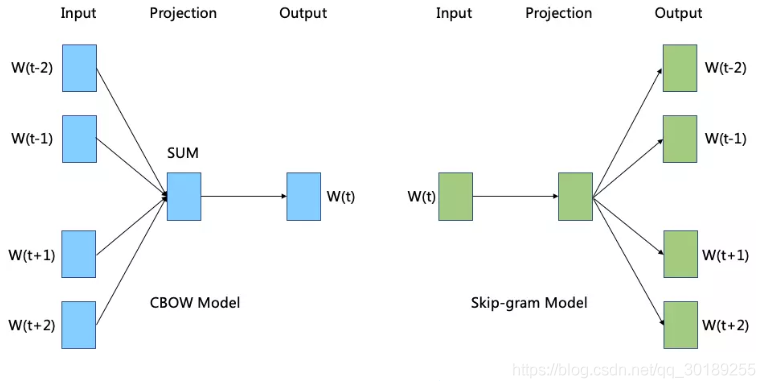 Input Projection Output
W(t-2)
W(t-1)
SUM
W(t)
W(t+1)
W(t+2)
CBOW Model
Input Projection Output
W(t-2)
W(t-1)
W(t)
W(t+1)
W(t+2)
Skip-gram Model
https://blog.csdn.net/qq_30189255